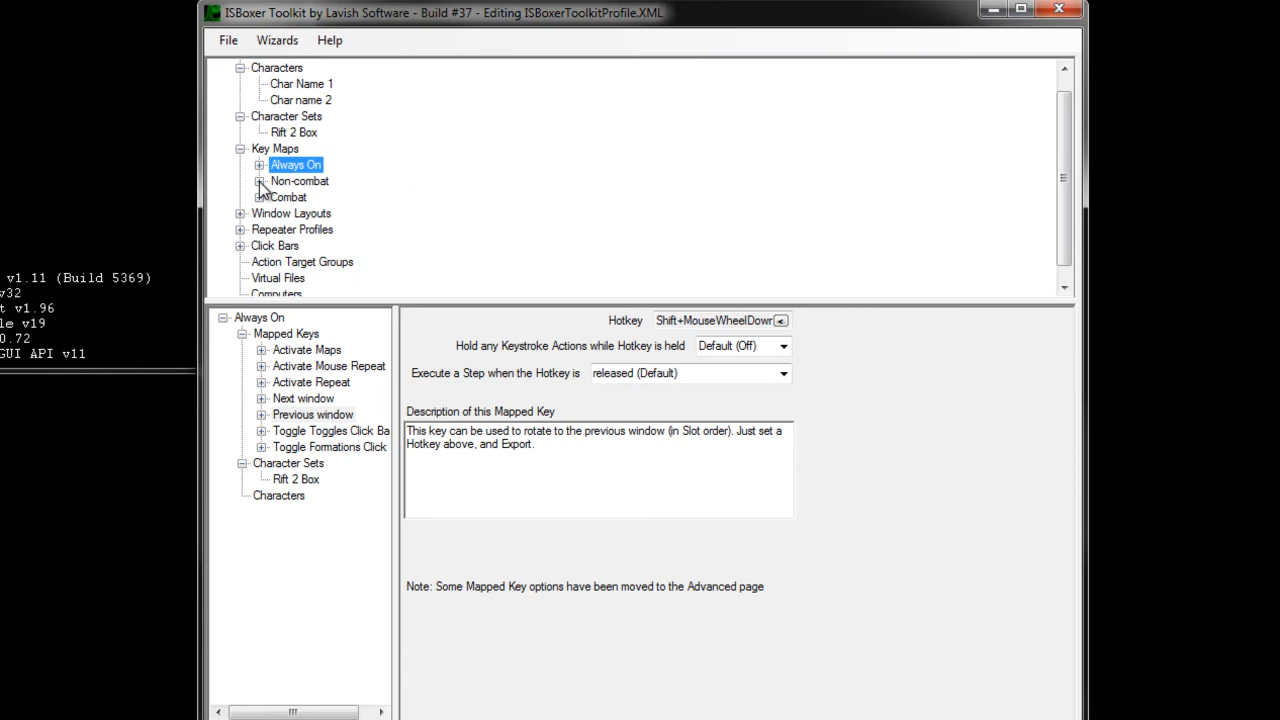 ISBoxer Toolkit by Lavish Software - Build #37 - Editing ISBoxerToolkitProfile.XML
File Wizards Help
Characters
Char Name 1
Char name 2
Character Sets
Rift 2 Box
Key Maps
Always On
Non-combat
Combat
Window Layouts
Repeater Profiles
Click Bars
Action Target Groups
Virtual Files
Computers
v1.11 (Build 5369)
v32
t v1.96
le v19
0.72
GUI API v11
Always On
Mapped Keys
Activate Maps
Activate Mouse Repeat
Activate Repeat
Next window
Previous window
Toggle Toggles Click Ba
Toggle Formations Click
Character Sets
Rift 2 Box
Characters
Hotkey Shift+MouseWheelDowr
Hold any Keystroke Actions while Hotkey is held Default (Off)
Execute a Step when the Hotkey is released (Default)
Description of this Mapped Key
This key can be used to rotate to the previous window (in Slot order). Just set a
Hotkey above, and Export.
Note: Some Mapped Key options have been moved to the Advanced page